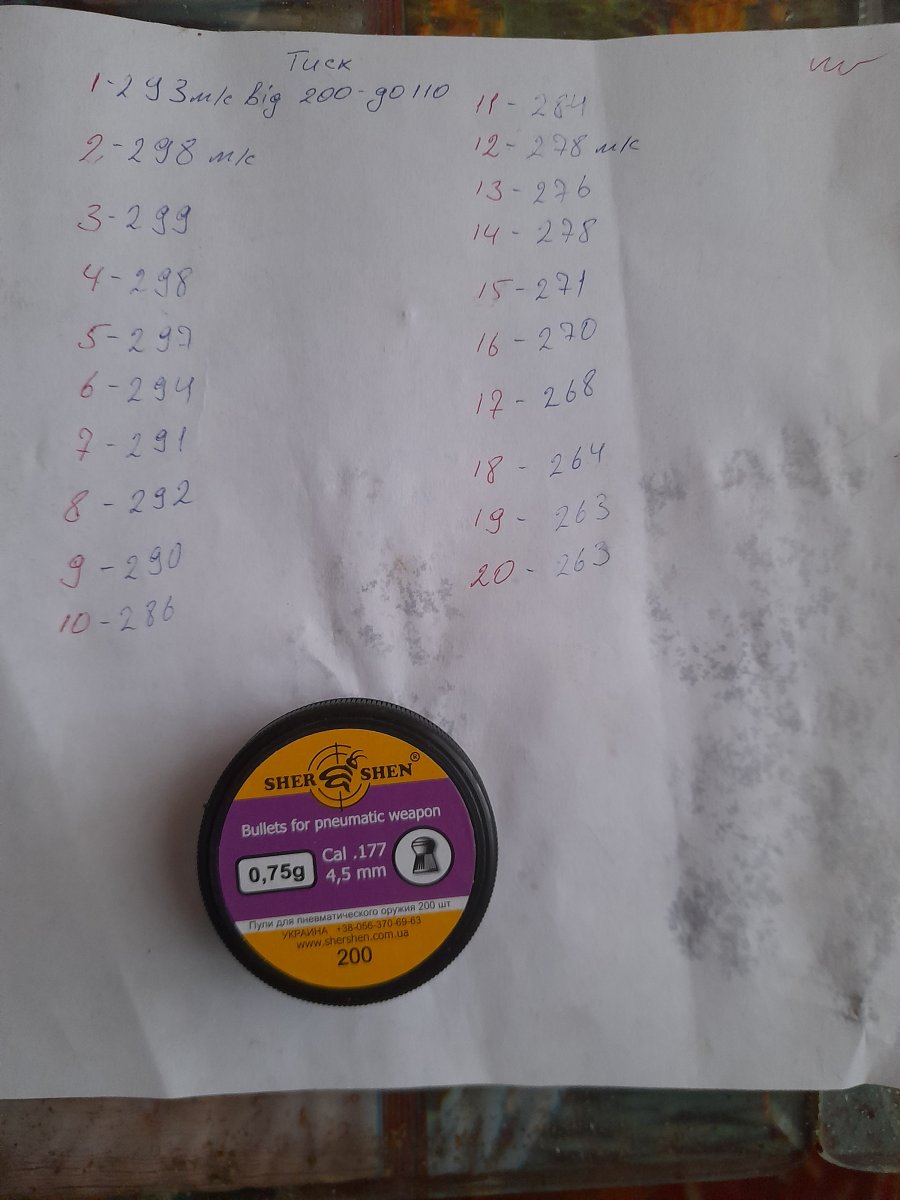 Тиск
1-293м/с від 200-до 110
2-298 м/с
3-299
4-298
5-297
6-294
7-291
8-292
9-290
10-286
11-284
12-278 м/с
13-276
14-278
15-271
16-270
17-268
18-264
19-263
20-263
SHER SHEN®
Bullets for pneumatic weapon
0,75g
Cal .177
4,5 mm
Пули для пневматического оружия 200 шт
УКРАИНА +38-056-370-69-63
www.shershen.com.ua
200